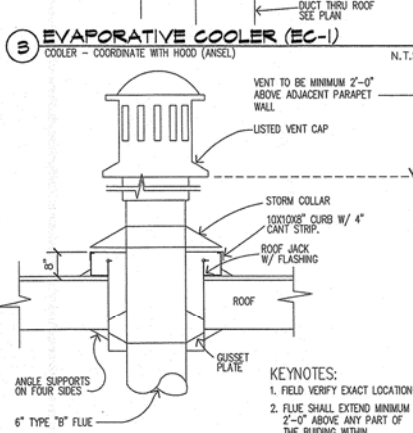 DUCT THRU ROOF
SEE PLAN
3 EVAPORATIVE COOLER (EC-1)
COOLER - COORDINATE WITH HOOD (ANSEL)
N.T.
VENT TO BE MINIMUM 2'-0"
ABOVE ADJACENT PARAPET
WALL
LISTED VENT CAP
STORM COLLAR
10X10X8" CURB W/ 4"
CANT STRIP.
ROOF JACK
W/ FLASHING
8"
ROOF
GUSSET
PLATE
ANGLE SUPPORTS
ON FOUR SIDES
6" TYPE "B" FLUE
KEYNOTES:
1. FIELD VERIFY EXACT LOCATION
2. FLUE SHALL EXTEND MINIMUM
2'-0" ABOVE ANY PART OF
THE BUDING WITHIN